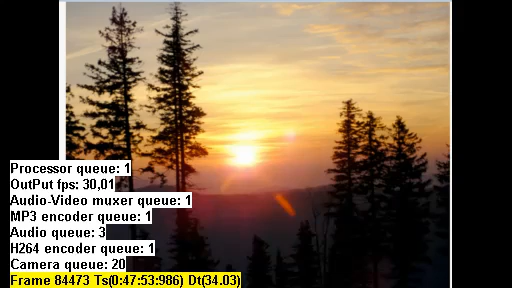 Processor queue: 1
OutPut fps: 30,01
Audio-Video muxer queue: 1
MP3 encoder queue: 1
Audio queue: 3
H264 encoder queue: 1
Camera queue: 20
Frame 84473 Ts(0:47:53:986) Dt(34.03)